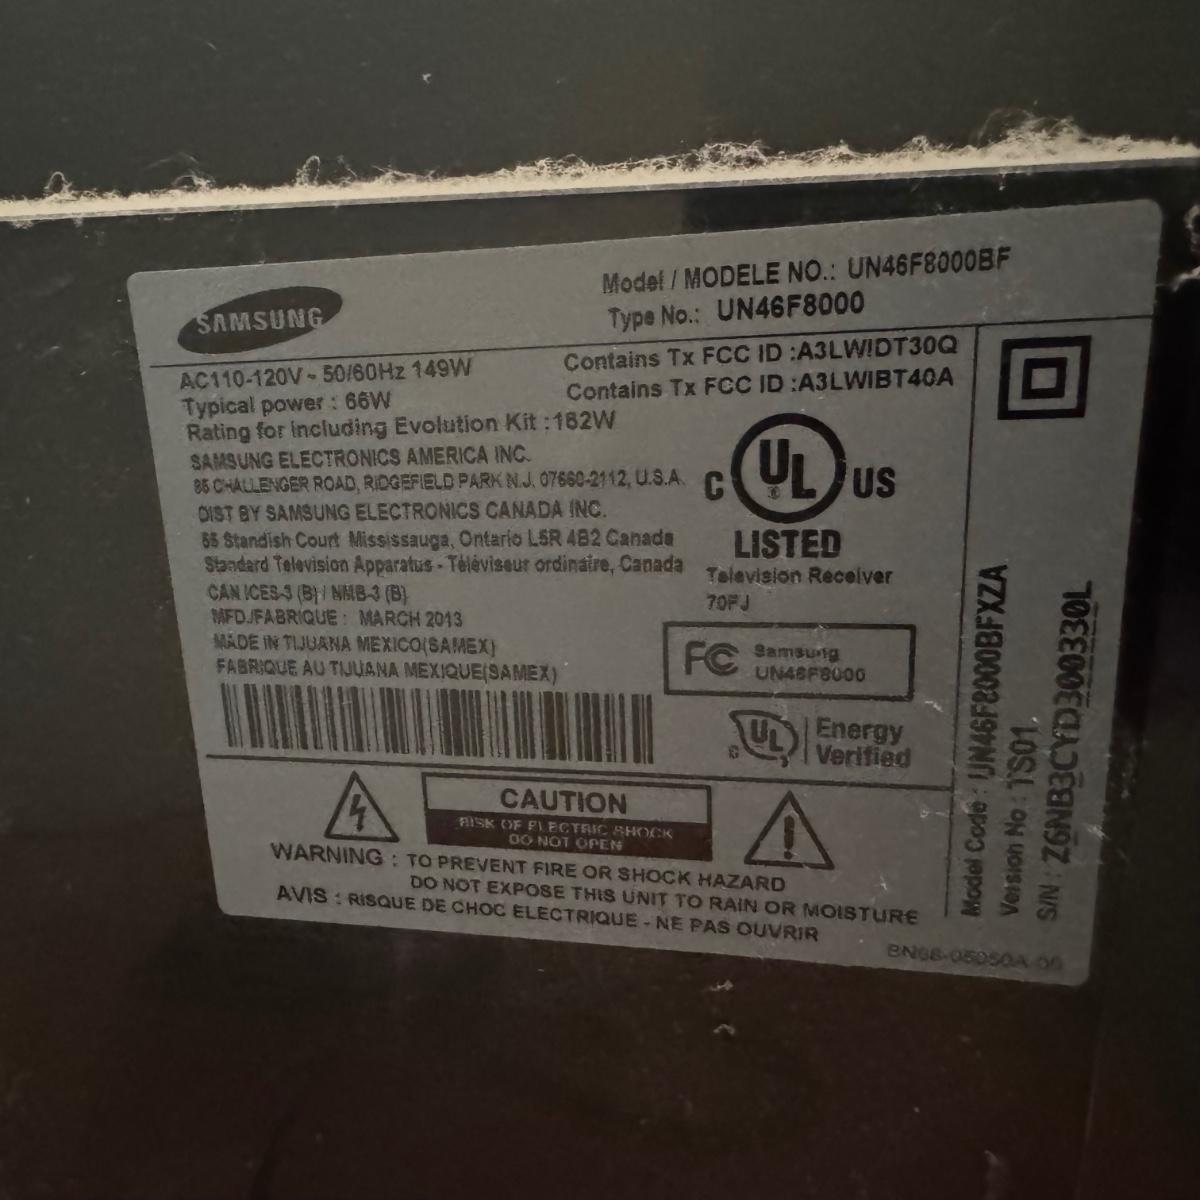 SAMSUNG
Model / MODELE NO.: UN46F8000BF
Type No.: UN46F8000
AC110-120V ~ 50/60Hz 149W
Typical power : 66W
Rating for including Evolution Kit : 182W
Contains Tx FCC ID :A3LWIDT30Q
Contains Tx FCC ID :A3LWIBT40A
SAMSUNG ELECTRONICS AMERICA INC.
85 CHALLENGER ROAD, RIDGEFIELD PARK N.J. 07660-2112, U.S.A.
DIST BY SAMSUNG ELECTRONICS CANADA INC.
55 Standish Court Mississauga, Ontario L5R 4B2 Canada
Standard Television Apparatus - Téléviseur ordinaire, Canada
CAN ICES-3 (B) / NMB-3 (B)
MFD./FABRIQUE : MARCH 2013
MADE IN TIJUANA MEXICO(SAMEX)
FABRIQUE AU TIJUANA MEXIQUE(SAMEX)
C UL US
®
LISTED
Television Receiver
70FJ
FC Samsung
UN46F8000
c UL Energy
Verified
CAUTION
RISK OF ELECTRIC SHOCK
DO NOT OPEN
WARNING : TO PREVENT FIRE OR SHOCK HAZARD
DO NOT EXPOSE THIS UNIT TO RAIN OR MOISTURE
AVIS : RISQUE DE CHOC ELECTRIQUE - NE PAS OUVRIR
Model Code : UN46F8000BFXZA
Version No : TS01
S/N : Z6NB3CYD300330L